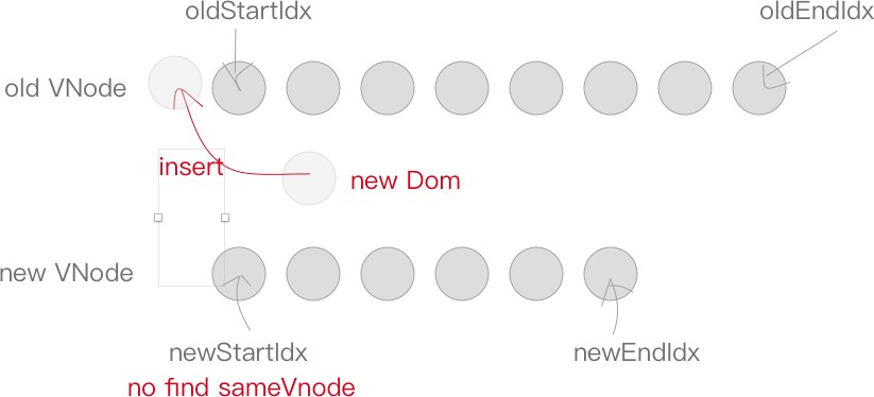 oldStartIdx
oldEndIdx
old VNode
insert
new Dom
new VNode
newStartIdx
newEndIdx
no find sameVnode